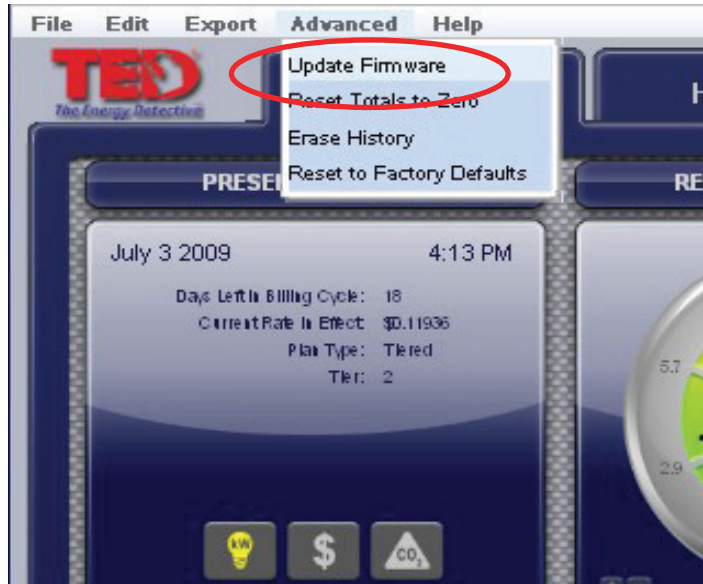 File Edit Export Advanced Help
TED
The Energy Detective
Update Firmware
Reset Totals to Zero
Erase History
Reset to Factory Defaults
H
PRESE
RE
July 3 2009 4:13 PM
Days Left in Billing Cycle: 18
Current Rate In Effect: $0.11936
Plan Type: Tiered
Tier: 2
5.7
2.9
kW $ CO₂